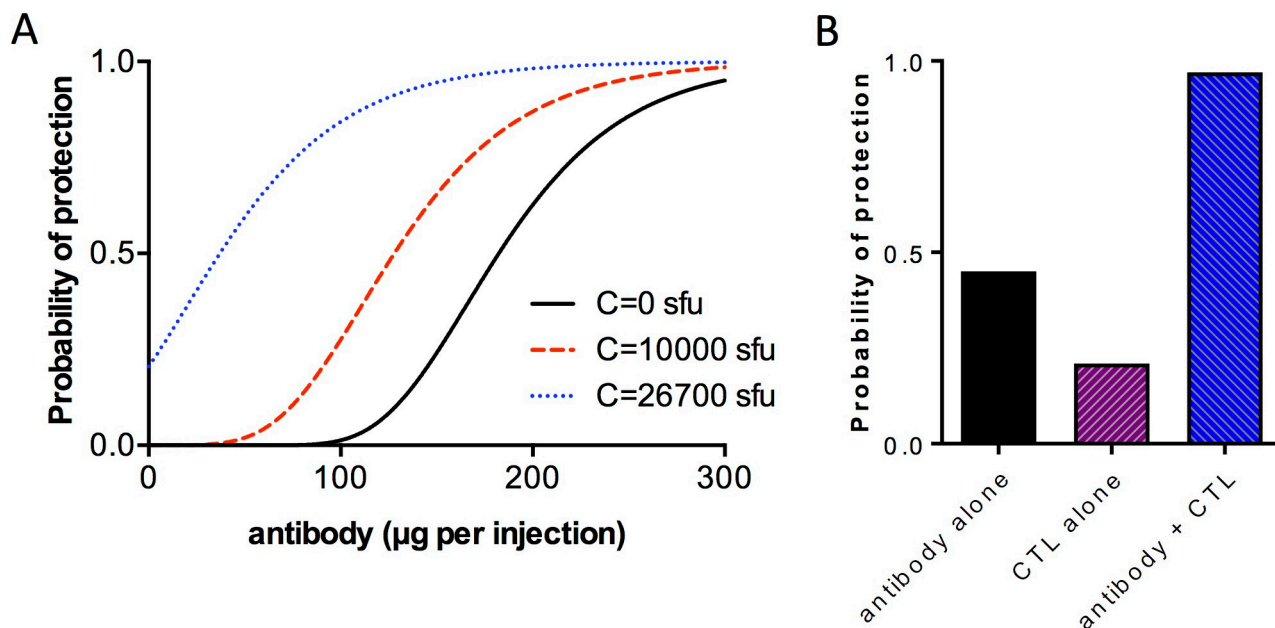 A
Probability of protection
1.0
0.5
0.0
0
100
200
300
antibody (µg per injection)
C=0 sfu
C=10000 sfu
C=26700 sfu
B
Probability of protection
1.0
0.5
0.0
antibody alone
CTL alone
antibody + CTL